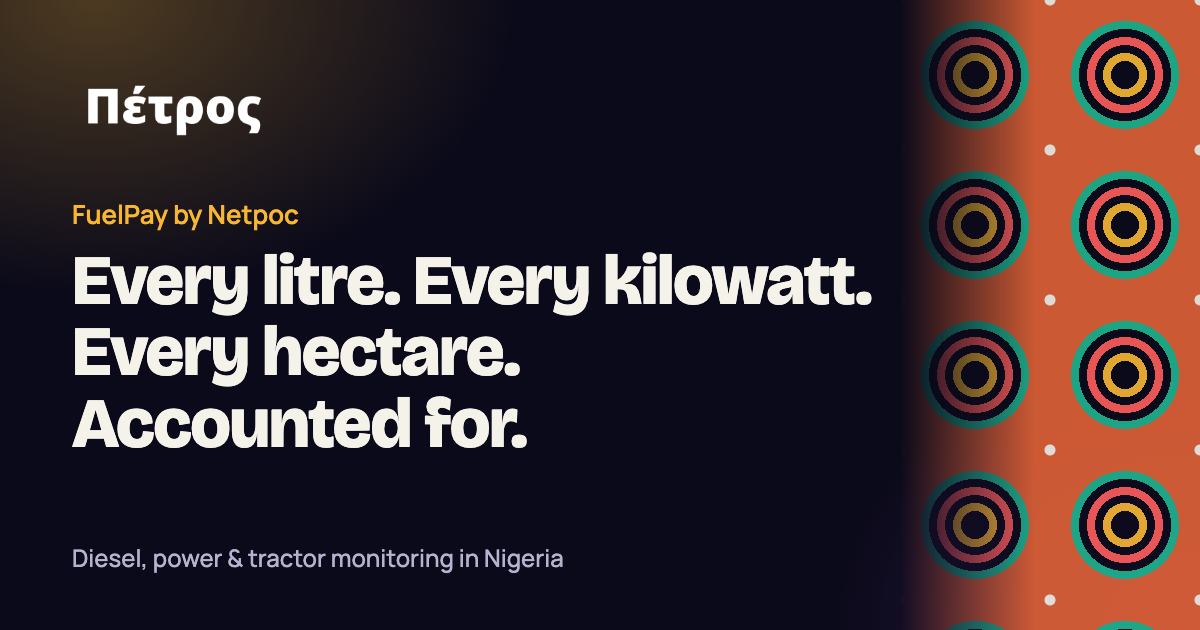 Πέτρος
FuelPay by Netpoc
Every litre. Every kilowatt.
Every hectare.
Accounted for.
Diesel, power & tractor monitoring in Nigeria